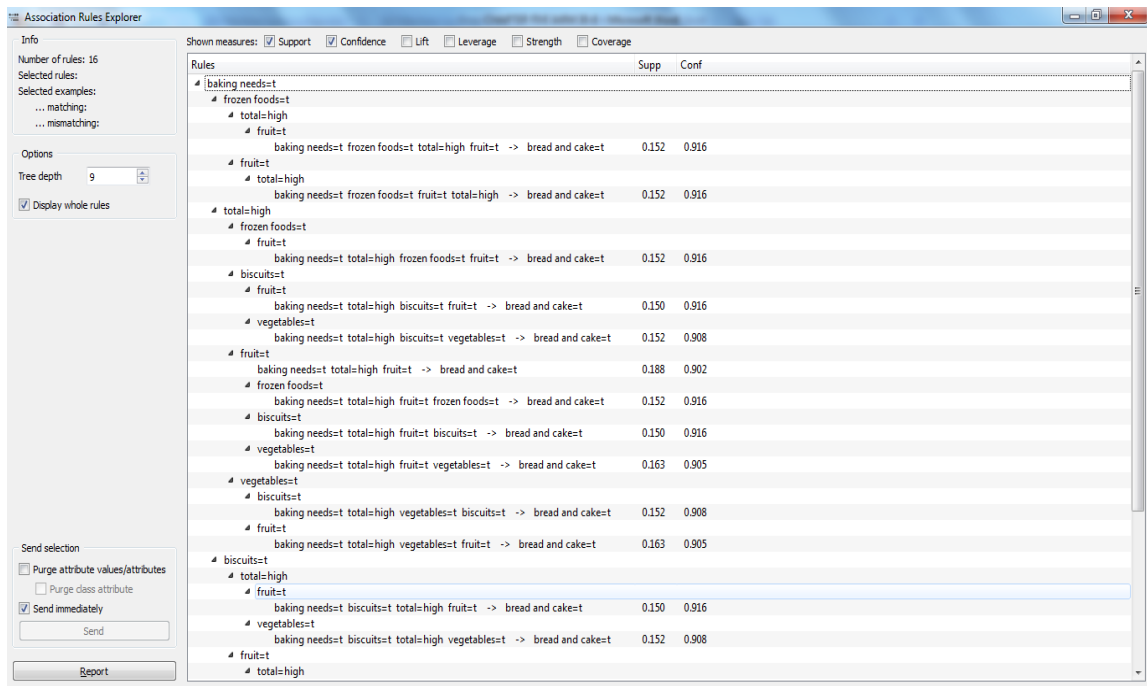 Association Rules Explorer
Info
Number of rules: 16
Selected rules:
Selected examples:
... matching:
... mismatching:
Options
Tree depth 9
Display whole rules
Send selection
Purge attribute values/attributes
Purge class attribute
Send immediately
Send
Report
Shown measures: Support Confidence Lift Leverage Strength Coverage
Rules Supp Conf
baking needs=t
frozen foods=t
total=high
fruit=t
baking needs=t frozen foods=t total=high fruit=t -> bread and cake=t 0.152 0.916
fruit=t
total=high
baking needs=t frozen foods=t fruit=t total=high -> bread and cake=t 0.152 0.916
total=high
frozen foods=t
fruit=t
baking needs=t total=high frozen foods=t fruit=t -> bread and cake=t 0.152 0.916
biscuits=t
fruit=t
baking needs=t total=high biscuits=t fruit=t -> bread and cake=t 0.150 0.916
vegetables=t
baking needs=t total=high biscuits=t vegetables=t -> bread and cake=t 0.152 0.908
fruit=t
baking needs=t total=high fruit=t -> bread and cake=t 0.188 0.902
frozen foods=t
baking needs=t total=high fruit=t frozen foods=t -> bread and cake=t 0.152 0.916
biscuits=t
baking needs=t total=high fruit=t biscuits=t -> bread and cake=t 0.150 0.916
vegetables=t
baking needs=t total=high fruit=t vegetables=t -> bread and cake=t 0.163 0.905
vegetables=t
biscuits=t
baking needs=t total=high vegetables=t biscuits=t -> bread and cake=t 0.152 0.908
fruit=t
baking needs=t total=high vegetables=t fruit=t -> bread and cake=t 0.163 0.905
biscuits=t
total=high
fruit=t
baking needs=t biscuits=t total=high fruit=t -> bread and cake=t 0.150 0.916
vegetables=t
baking needs=t biscuits=t total=high vegetables=t -> bread and cake=t 0.152 0.908
fruit=t
total=high